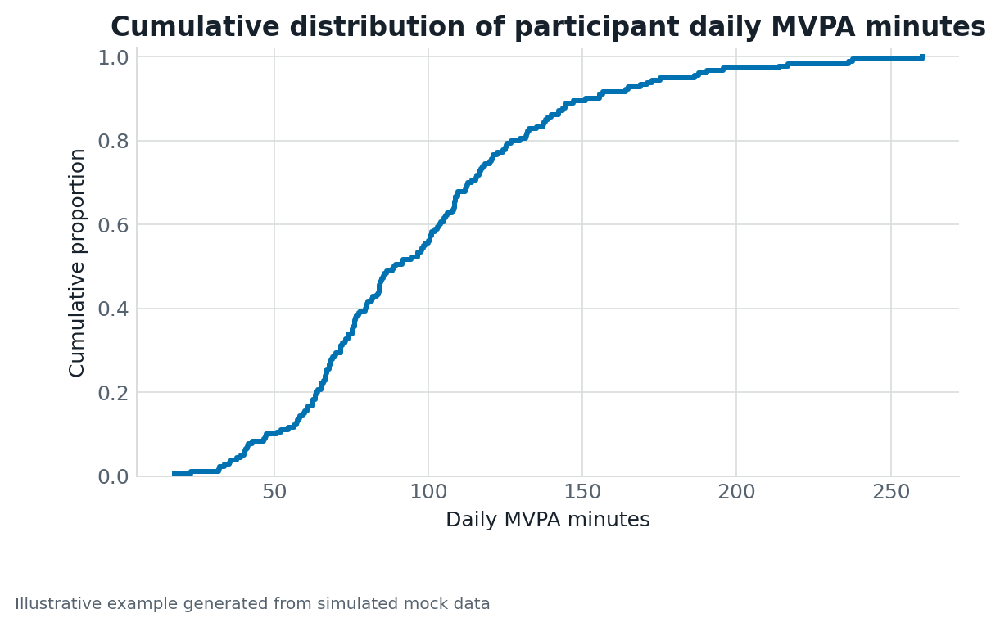 Cumulative distribution of participant daily MVPA minutes
1.0
0.8
0.6
0.4
0.2
0.0
Cumulative proportion
50 100 150 200 250
Daily MVPA minutes
Illustrative example generated from simulated mock data